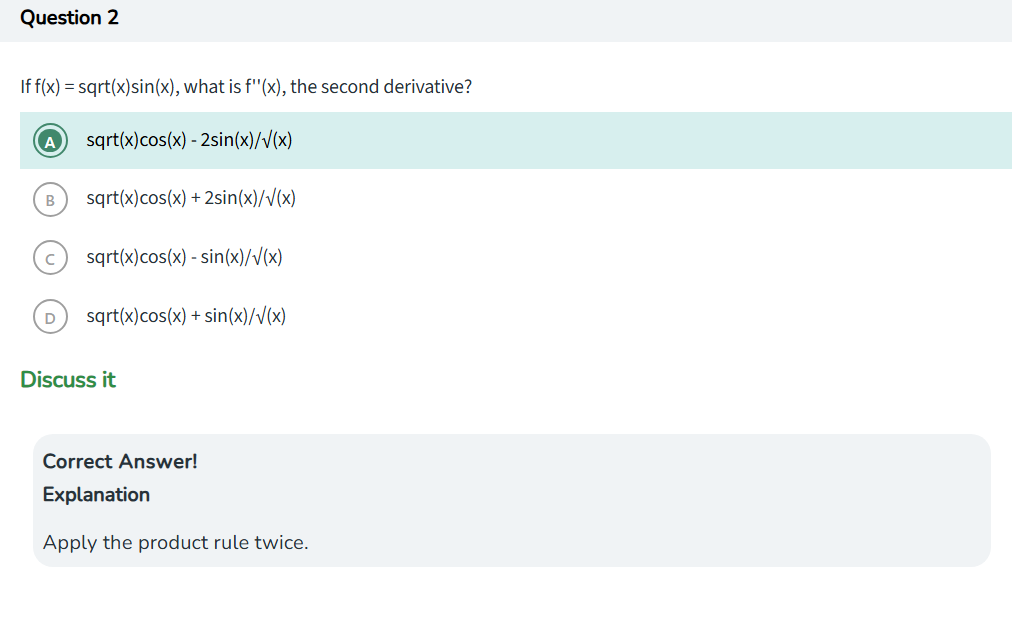 Question 2
If f(x) = sqrt(x)sin(x), what is f''(x), the second derivative?
A sqrt(x)cos(x) - 2sin(x)/√(x)
B sqrt(x)cos(x) + 2sin(x)/√(x)
C sqrt(x)cos(x) - sin(x)/√(x)
D sqrt(x)cos(x) + sin(x)/√(x)
Discuss it
Correct Answer!
Explanation
Apply the product rule twice.